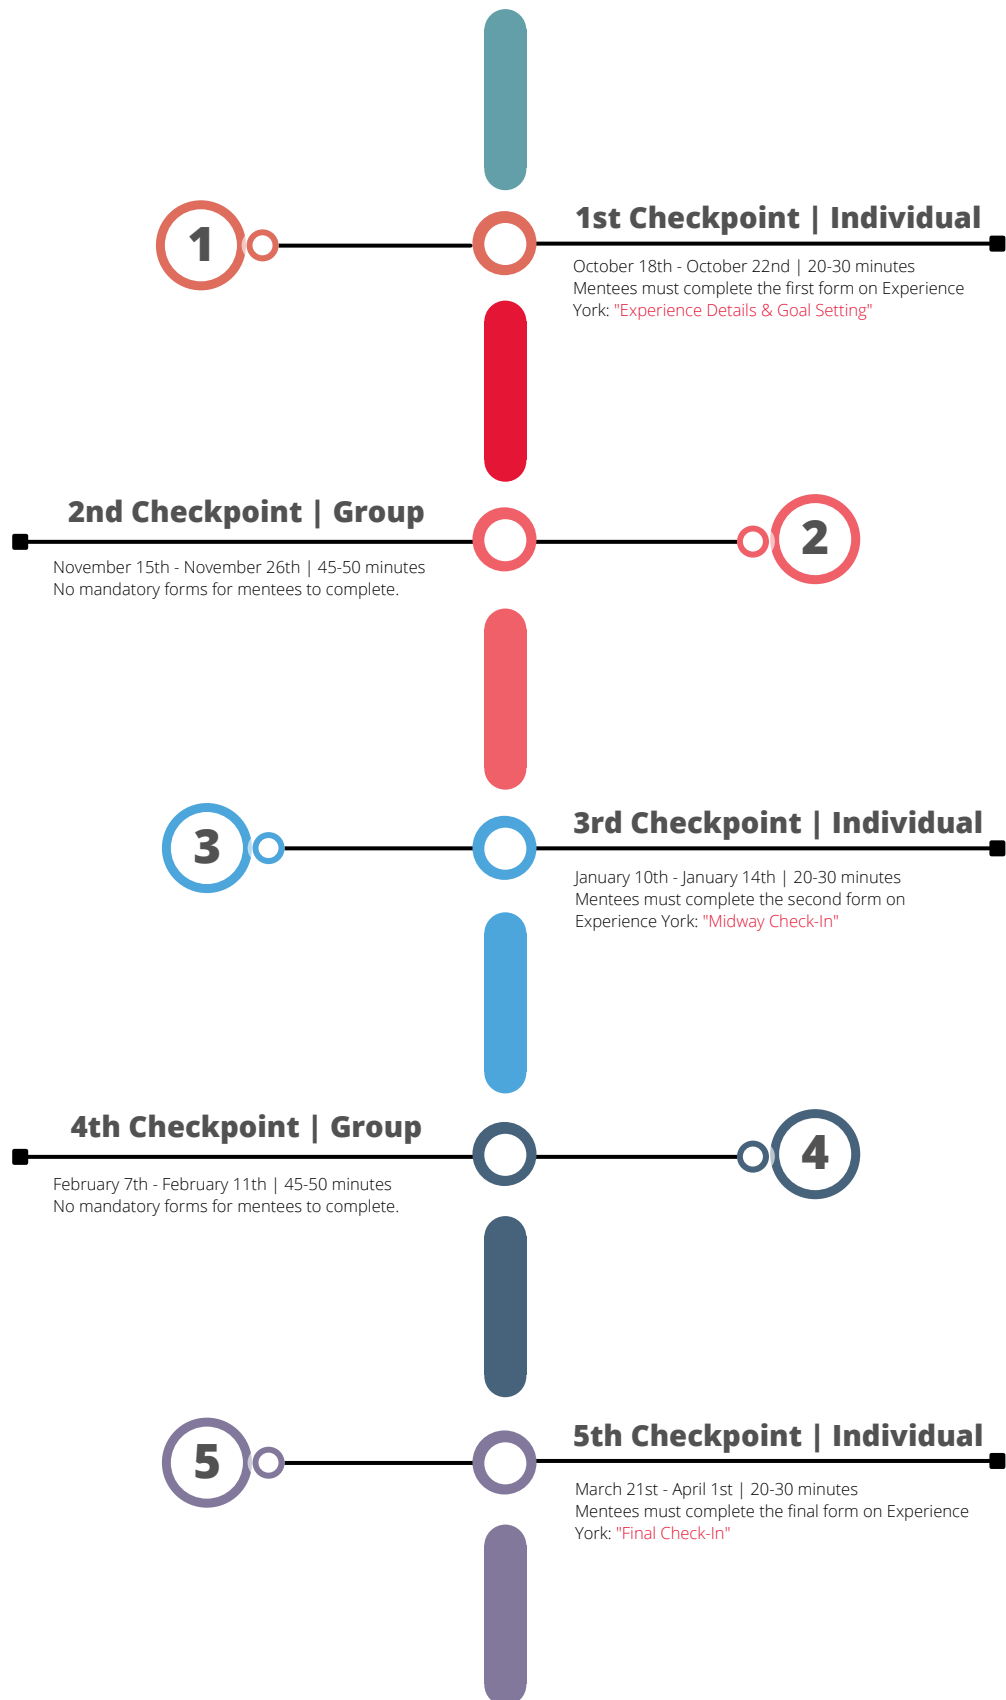 1
1st Checkpoint | Individual
October 18th - October 22nd | 20-30 minutes
Mentees must complete the first form on Experience
York: "Experience Details & Goal Setting"
2nd Checkpoint | Group
2
November 15th - November 26th | 45-50 minutes
No mandatory forms for mentees to complete.
3
3rd Checkpoint | Individual
January 10th - January 14th | 20-30 minutes
Mentees must complete the second form on
Experience York: "Midway Check-In"
4th Checkpoint | Group
4
February 7th - February 11th | 45-50 minutes
No mandatory forms for mentees to complete.
5
5th Checkpoint | Individual
March 21st - April 1st | 20-30 minutes
Mentees must complete the final form on Experience
York: "Final Check-In"